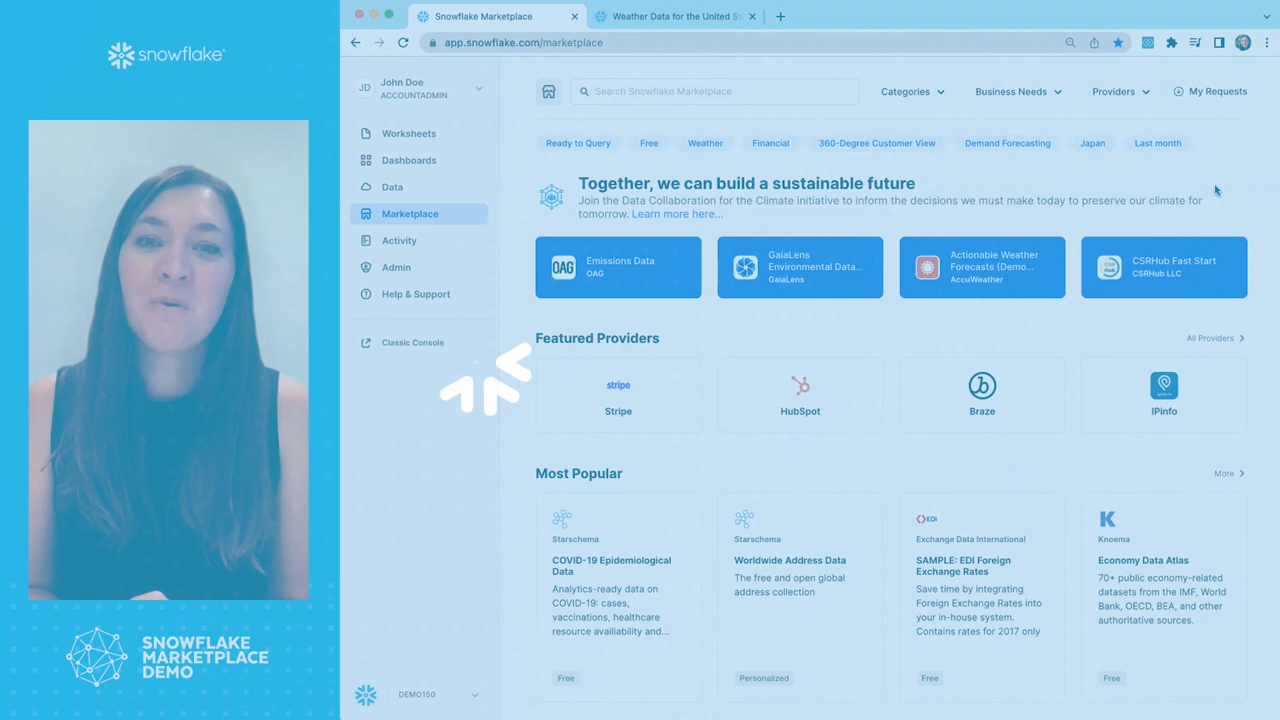 snowflake®
SNOWFLAKE
MARKETPLACE
DEMO
Snowflake Marketplace
Weather Data for the United St
app.snowflake.com/marketplace
JD
John Doe
ACCOUNTADMIN
Worksheets
Dashboards
Data
Marketplace
Activity
Admin
Help & Support
Classic Console
DEMO150
Search Snowflake Marketplace
Categories
Business Needs
Providers
My Requests
Ready to Query
Free
Weather
Financial
360-Degree Customer View
Demand Forecasting
Japan
Last month
Together, we can build a sustainable future
Join the Data Collaboration for the Climate initiative to inform the decisions we must make today to preserve our climate for
tomorrow. Learn more here...
OAG
Emissions Data
OAG
GaiaLens
Environmental Data...
GaiaLens
Actionable Weather
Forecasts (Demo...
AccuWeather
CSR
Hub
CSRHub Fast Start
CSRHub LLC
Featured Providers
All Providers
stripe
Stripe
HubSpot
b
Braze
IPinfo
Most Popular
More
Starschema
COVID-19 Epidemiological
Data
Analytics-ready data on
COVID-19: cases,
vaccinations, healthcare
resource availiability and...
Free
Starschema
Worldwide Address Data
The free and open global
address collection
Personalized
EDI
Exchange Data International
SAMPLE: EDI Foreign
Exchange Rates
Save time by integrating
Foreign Exchange Rates into
your in-house system.
Contains rates for 2017 only
Free
K
Knoema
Economy Data Atlas
70+ public economy-related
datasets from the IMF, World
Bank, OECD, BEA, and other
authoritative sources.
Free